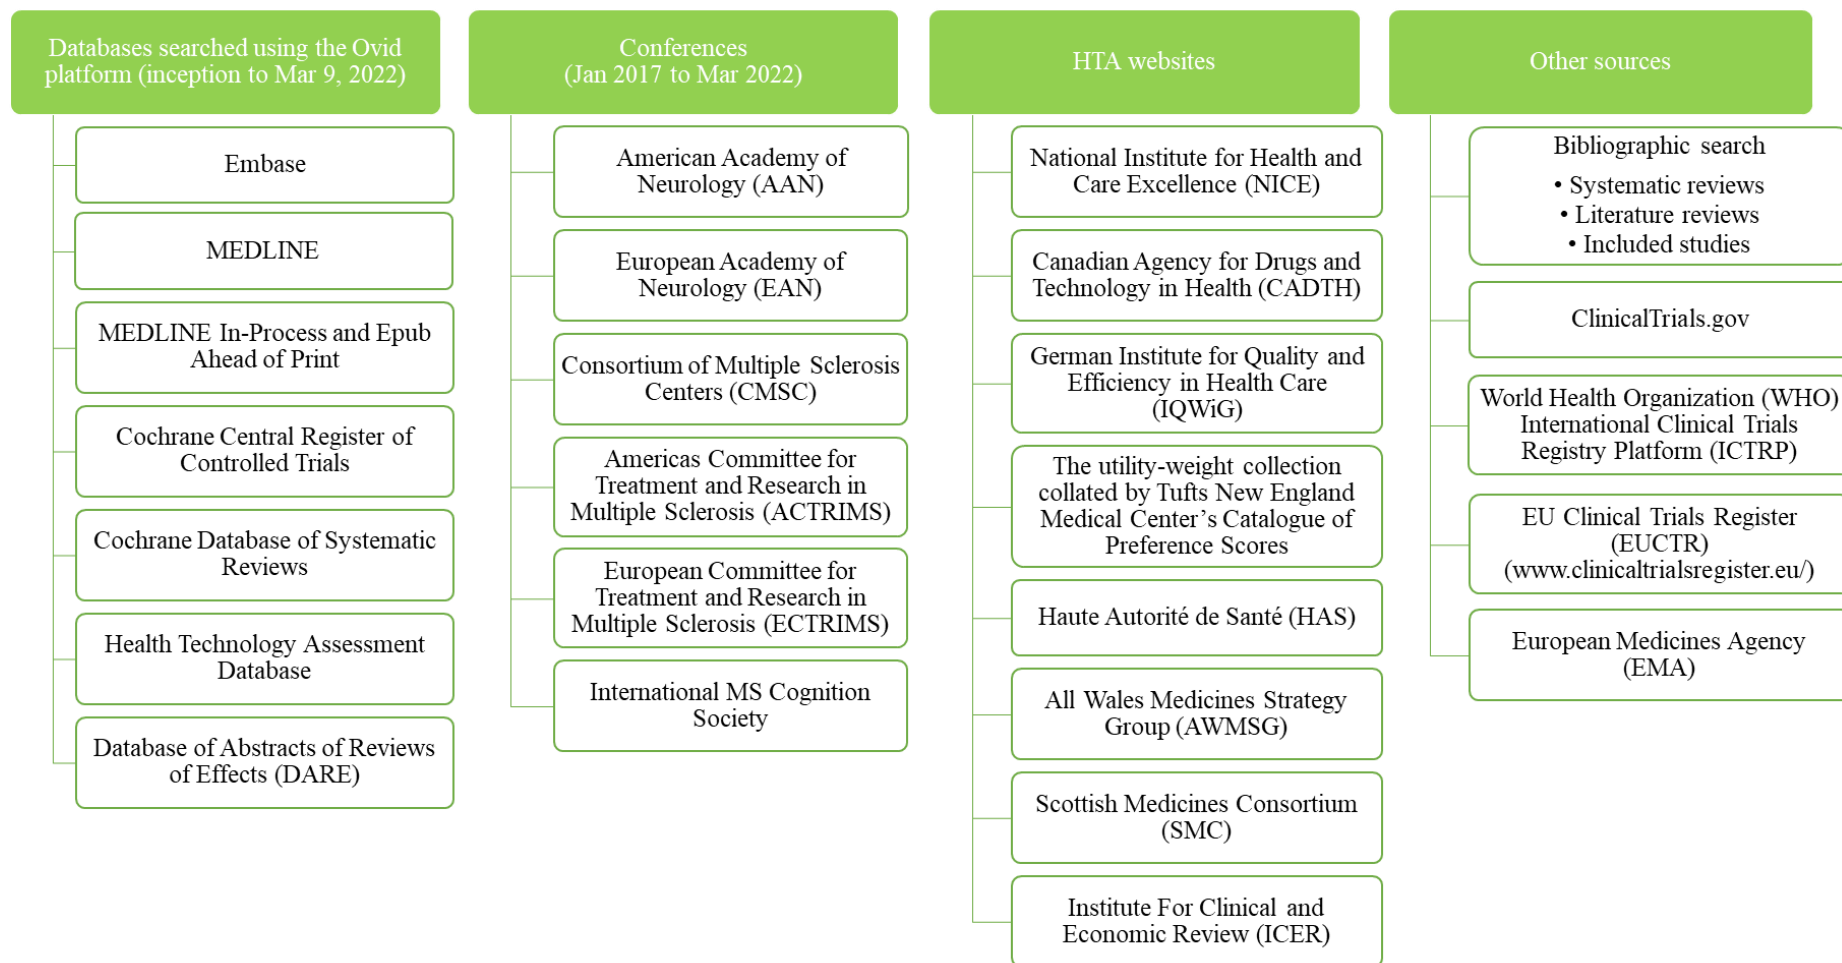 Databases searched using the Ovid
platform (inception to Mar 9, 2022)
Embase
MEDLINE
MEDLINE In-Process and Epub
Ahead of Print
Cochrane Central Register of
Controlled Trials
Cochrane Database of Systematic
Reviews
Health Technology Assessment
Database
Database of Abstracts of Reviews
of Effects (DARE)
Conferences
(Jan 2017 to Mar 2022)
American Academy of
Neurology (AAN)
European Academy of
Neurology (EAN)
Consortium of Multiple Sclerosis
Centers (CMSC)
Americas Committee for
Treatment and Research in
Multiple Sclerosis (ACTRIMS)
European Committee for
Treatment and Research in
Multiple Sclerosis (ECTRIMS)
International MS Cognition
Society
HTA websites
National Institute for Health and
Care Excellence (NICE)
Canadian Agency for Drugs and
Technology in Health (CADTH)
German Institute for Quality and
Efficiency in Health Care
(IQWiG)
The utility-weight collection
collated by Tufts New England
Medical Center’s Catalogue of
Preference Scores
Haute Autorité de Santé (HAS)
All Wales Medicines Strategy
Group (AWMSG)
Scottish Medicines Consortium
(SMC)
Institute For Clinical and
Economic Review (ICER)
Other sources
Bibliographic search
• Systematic reviews
• Literature reviews
• Included studies
ClinicalTrials.gov
World Health Organization (WHO)
International Clinical Trials
Registry Platform (ICTRP)
EU Clinical Trials Register
(EUCTR)
(www.clinicaltrialsregister.eu/)
European Medicines Agency
(EMA)